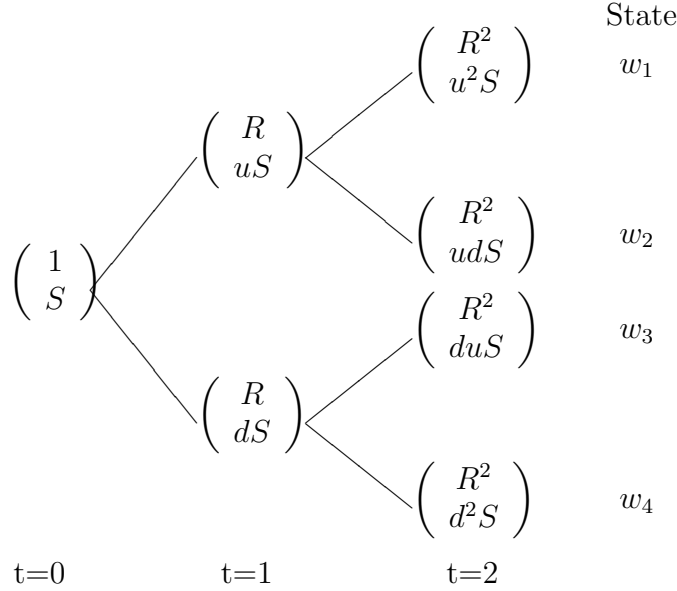 State
R²
u²S
w₁
R
uS
R²
udS
w₂
1
S
R²
duS
w₃
R
dS
R²
d²S
w₄
t=0 t=1 t=2